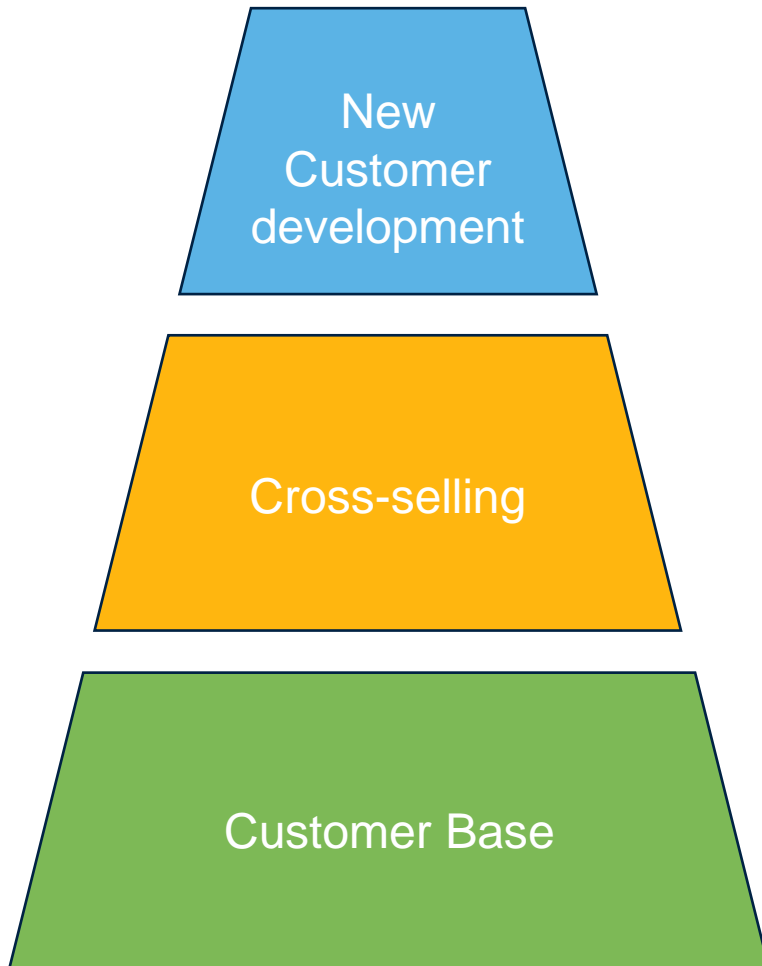 New
Customer
development
Cross-selling
Customer Base